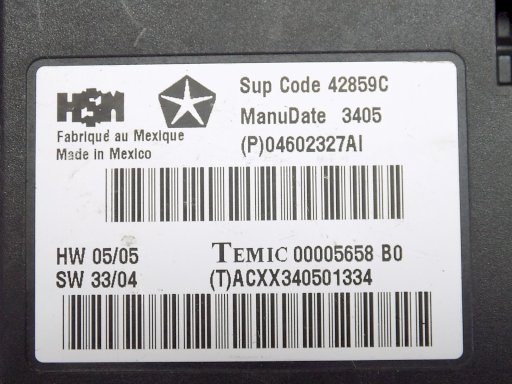 HSM
Sup Code 42859C
ManuDate 3405
Fabriqué au Mexique
Made in Mexico
(P)04602327AI
HW 05/05
TEMIC 00005658 B0
SW 33/04
(T)ACXX340501334